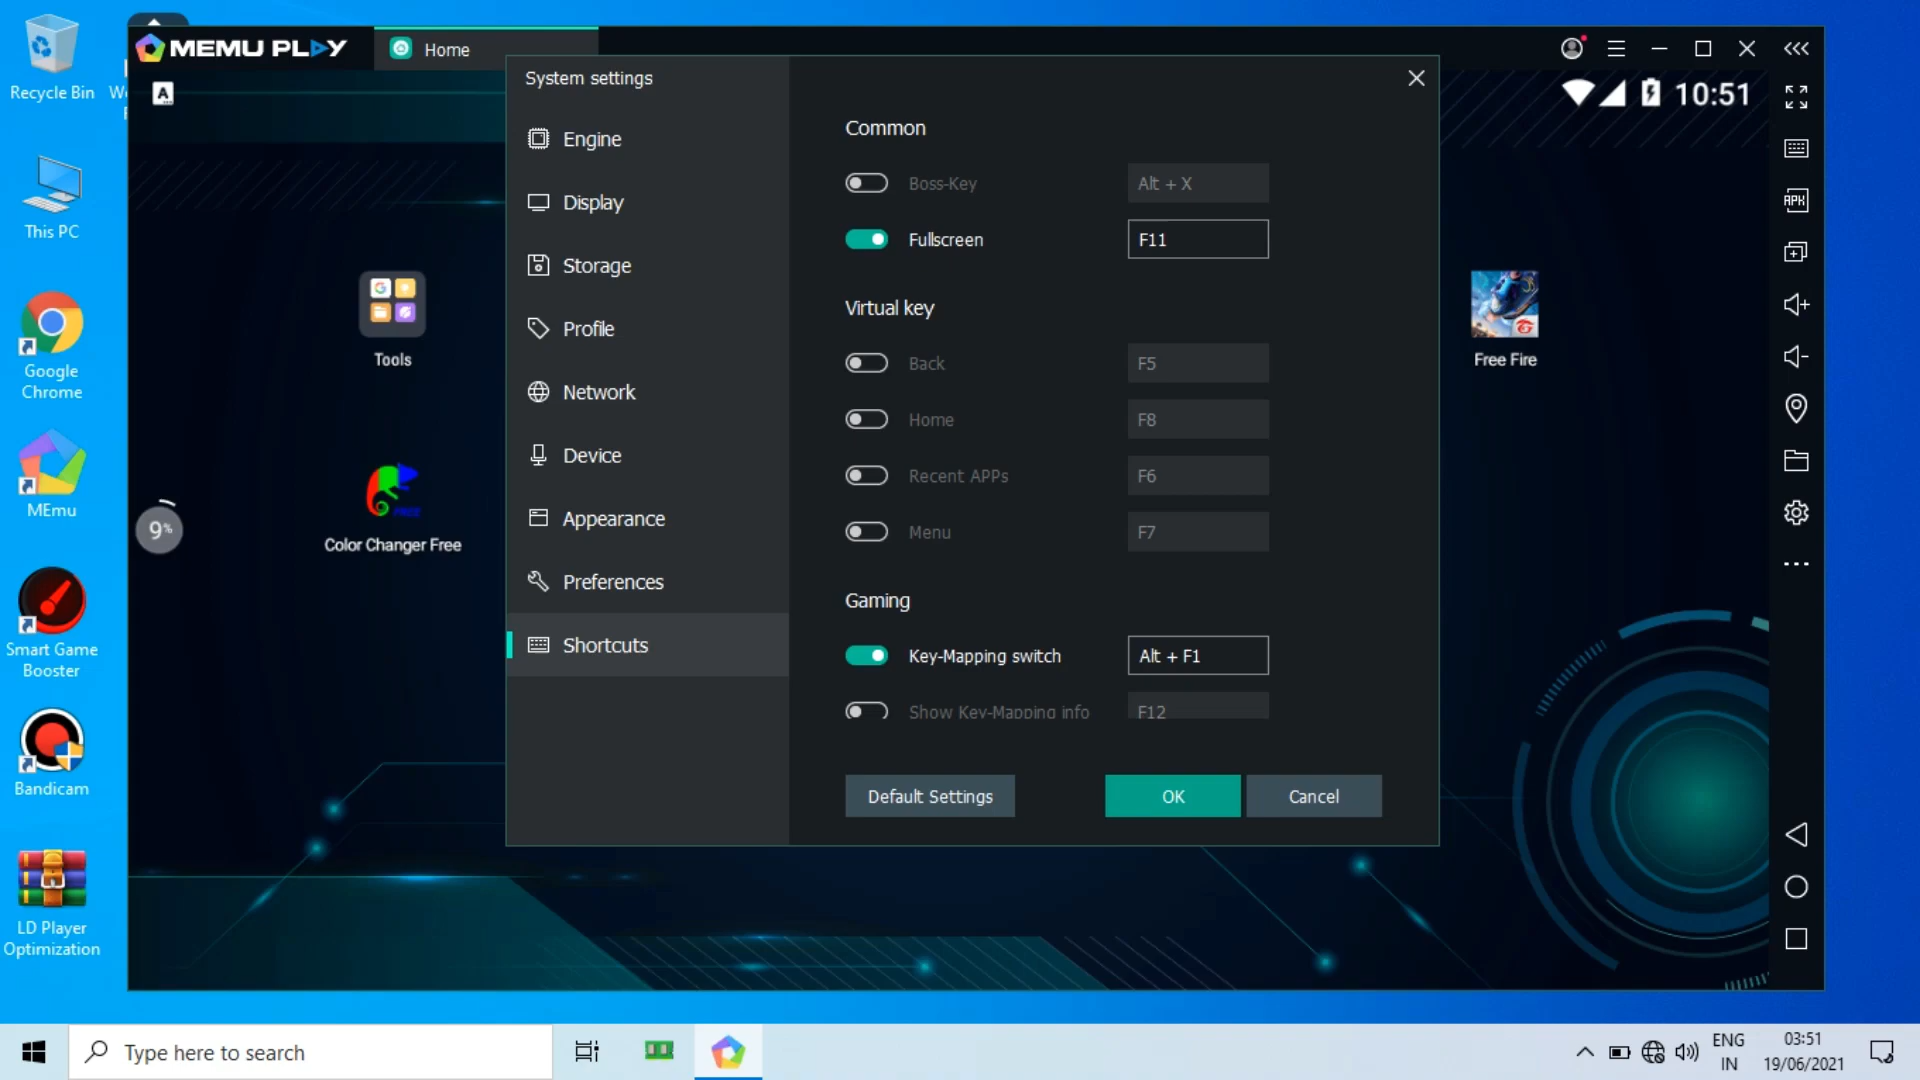 Recycle Bin
This PC
Google
Chrome
MEmu
Smart Game
Booster
Bandicam
LD Player
Optimization
MEMU PLAY
Home
10:51
A
APK
Tools
Color Changer Free
9%
Free Fire
FREE
System settings
Engine
Display
Storage
Profile
Network
Device
Appearance
Preferences
Shortcuts
Common
Boss-Key
Alt + X
Fullscreen
F11
Virtual key
Back
F5
Home
F8
Recent APPs
F6
Menu
F7
Gaming
Key-Mapping switch
Alt + F1
Show Key-Mapping info
F12
Default Settings
OK
Cancel
Type here to search
ENG
IN
03:51
19/06/2021